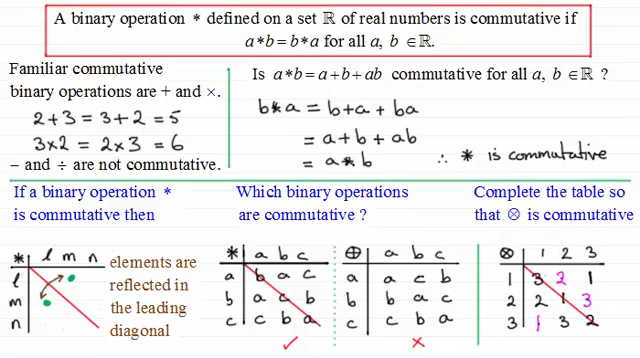 A binary operation * defined on a set ℝ of real numbers is commutative if
a*b = b*a for all a, b ∈ ℝ.
Familiar commutative
binary operations are + and ×.
2+3 = 3+2 = 5
3×2 = 2×3 = 6
− and ÷ are not commutative.
Is a*b = a+b+ab commutative for all a, b ∈ ℝ ?
b*a = b+a+ba
= a+b+ab
= a*b ∴ * is commutative
If a binary operation *
is commutative then
* l m n
l
m
n
elements are
reflected in
the leading
diagonal
Which binary operations
are commutative ?
* a b c
a b a c
b a c b
c c b a
✓
⊕ a b c
a a c b
b b a c
c c b a
×
Complete the table so
that ⊗ is commutative
⊗ 1 2 3
1 3 2 1
2 2 1 3
3 1 3 2